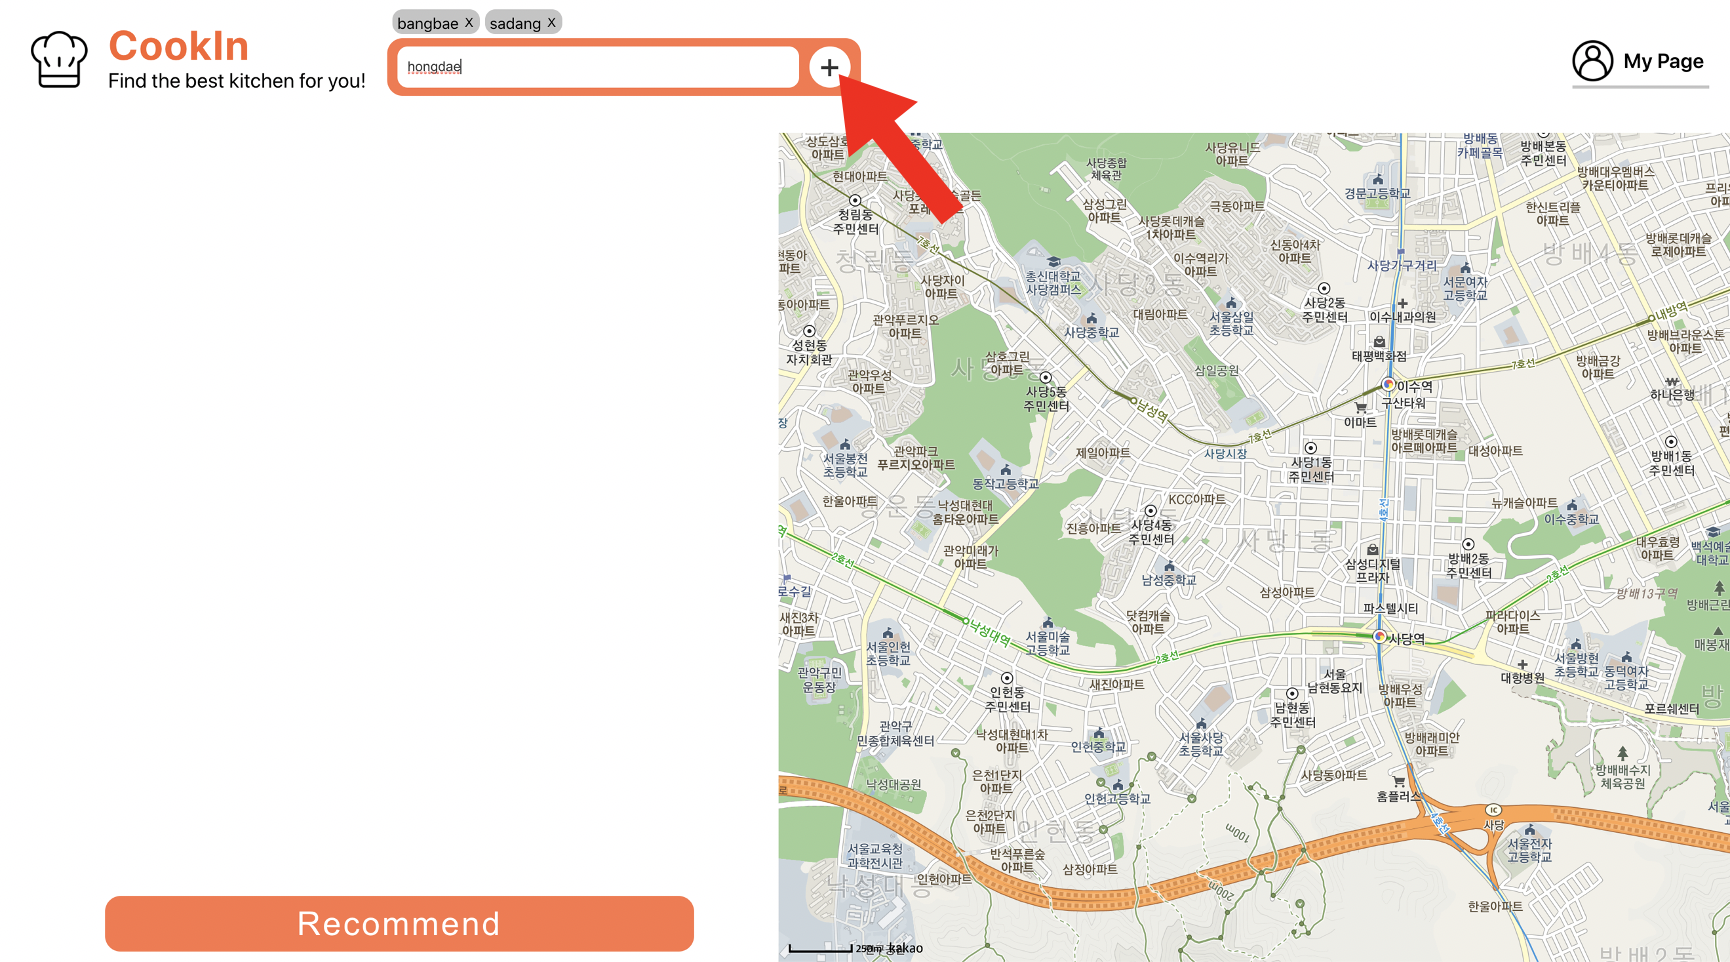 bangbae X
sadang X
CookIn
Find the best kitchen for you!
hongdae
+
My Page
Recommend
상도삼호
아파트
중학교
현대아파트
청림동
주민센터
7호선
사당종합
체육관
사당유니드
아파트
방배동
카페골목
방배본동
주민센터
방배대우멤버스
카운티아파트
경문고등학교
삼성그린
아파트
사당롯데캐슬
1차아파트
극동아파트
한신트리플
아파트
신동아4차
아파트
방배4동
방배롯데캐슬
로제아파트
청림동
사당자이
아파트
총신대학교
사당캠퍼스
이수역리가
아파트
사당3동
사당가구거리
서문여자
고등학교
사당2동
주민센터
이수내과의원
관악푸르지오
아파트
사당중학교
대림아파트
서울삼일
초등학교
내방역
방배브라운스톤
아파트
성현동
자치회관
태평백화점
삼호그린
아파트
삼일공원
7호선
방배금강
아파트
하나은행
관악우성
아파트
사당5동
주민센터
남성역
이수역
구산타워
이마트
7호선
방배롯데캐슬
아르페아파트
대성아파트
방배1동
주민센터
서울봉천
초등학교
관악파크
푸르지오아파트
제일아파트
사당시장
사당1동
주민센터
동작고등학교
한울아파트
낙성대현대
홈타운아파트
KCC아파트
4호선
뉴캐슬아파트
이수중학교
진흥아파트
사당4동
주민센터
사당1동
관악미래가
아파트
삼성디지털
프라자
방배2동
주민센터
대우효령
아파트
2호선
남성중학교
삼성아파트
2호선
방배13구역
파스텔시티
파라다이스
아파트
새진3차
아파트
낙성대역
서울미술
고등학교
닷컴캐슬
아파트
사당역
2호선
서울인헌
초등학교
관악구민
운동장
새진아파트
서울
남현동요지
서울방현
초등학교
동덕여자
고등학교
대항병원
인헌동
주민센터
남현동
주민센터
방배우성
아파트
포르쉐센터
관악구
민종합체육센터
낙성대현대1차
아파트
인헌중학교
서울사당
초등학교
방배래미안
아파트
낙성대공원
은천1단지
아파트
인헌고등학교
사당동아파트
홈플러스
방배배수지
체육공원
은천2단지
아파트
인헌동
100m
IC
사당
4호선
서울교육청
과학전시관
반석푸른숲
아파트
삼정아파트
서울전자
고등학교
인헌아파트
200m
한울아파트
250m
kakao
방배2동